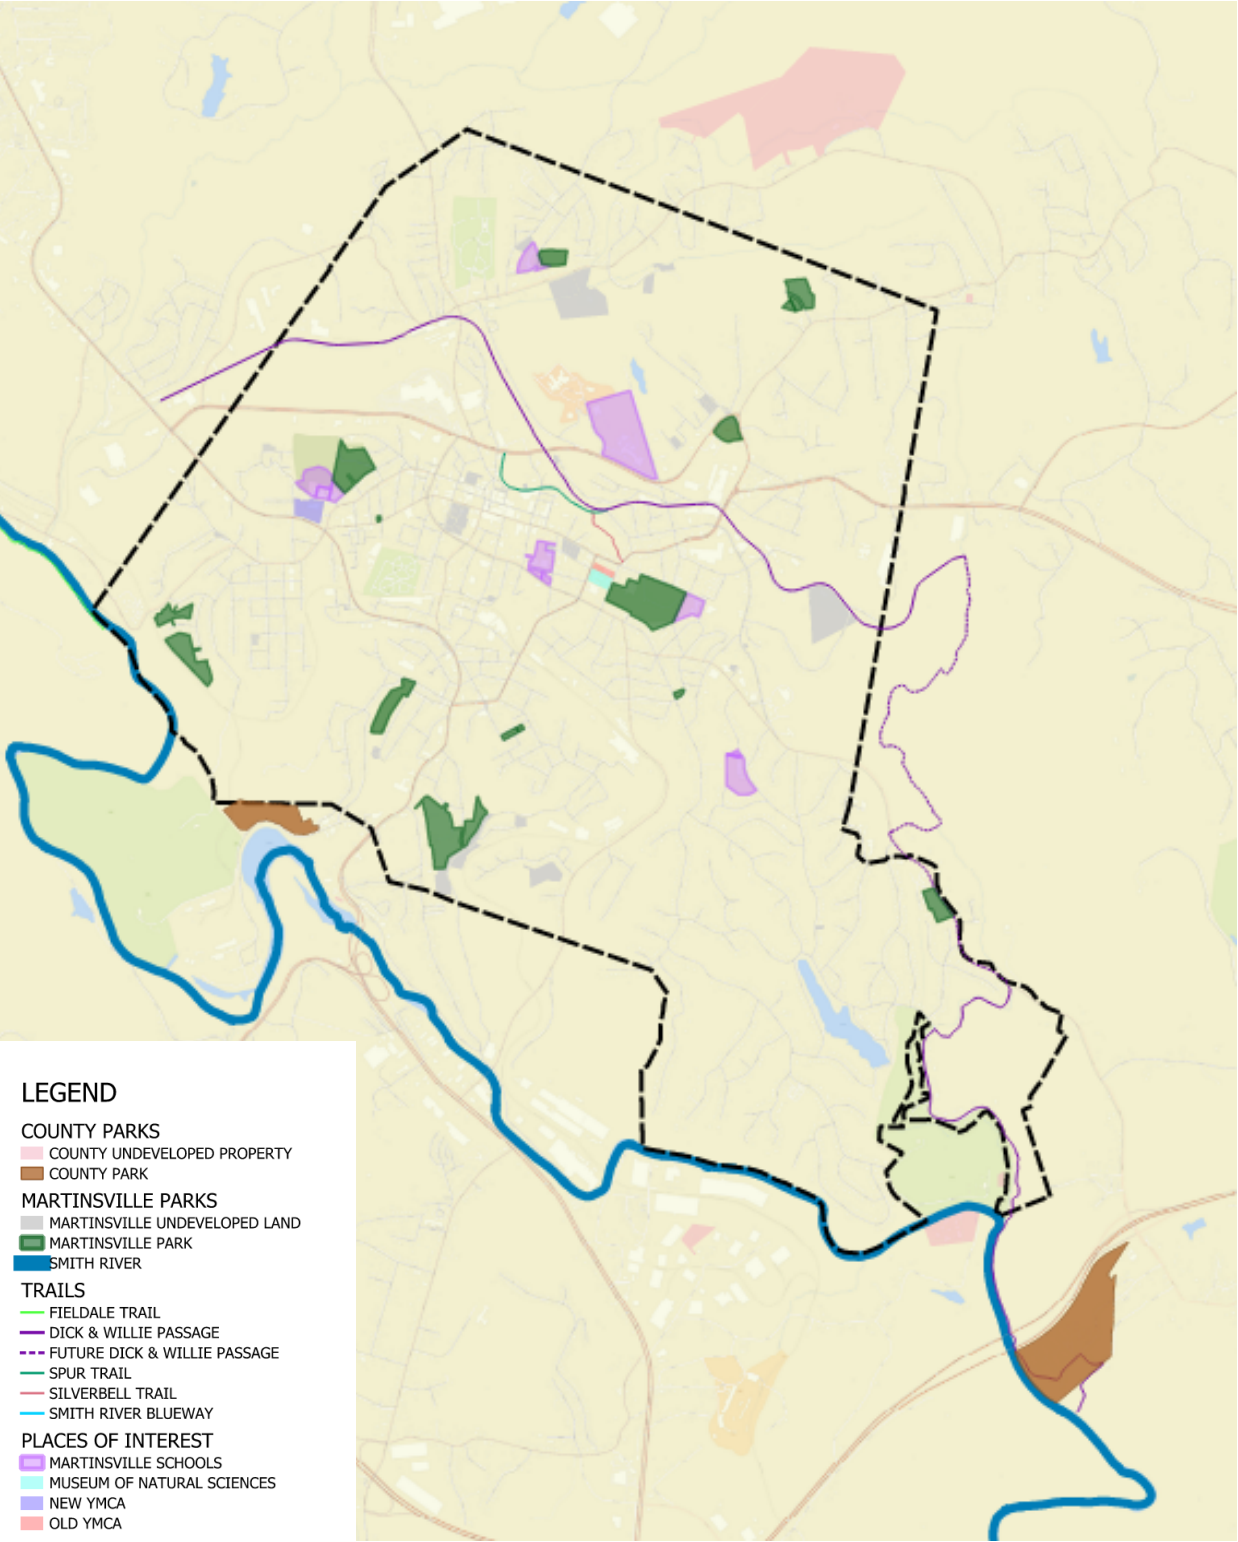 LEGEND
COUNTY PARKS
COUNTY UNDEVELOPED PROPERTY
COUNTY PARK
MARTINSVILLE PARKS
MARTINSVILLE UNDEVELOPED LAND
MARTINSVILLE PARK
SMITH RIVER
TRAILS
FIELDALE TRAIL
DICK & WILLIE PASSAGE
FUTURE DICK & WILLIE PASSAGE
SPUR TRAIL
SILVERBELL TRAIL
SMITH RIVER BLUEWAY
PLACES OF INTEREST
MARTINSVILLE SCHOOLS
MUSEUM OF NATURAL SCIENCES
NEW YMCA
OLD YMCA